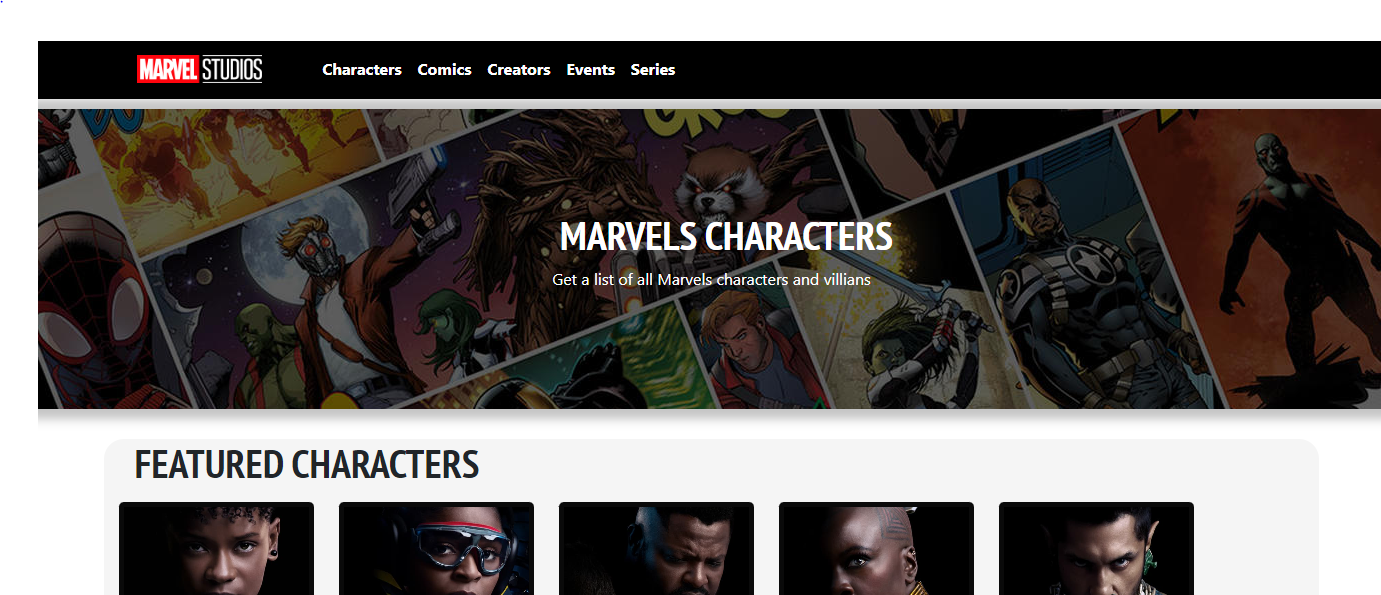 MARVEL STUDIOS
Characters Comics Creators Events Series
MARVELS CHARACTERS
Get a list of all Marvels characters and villians
FEATURED CHARACTERS